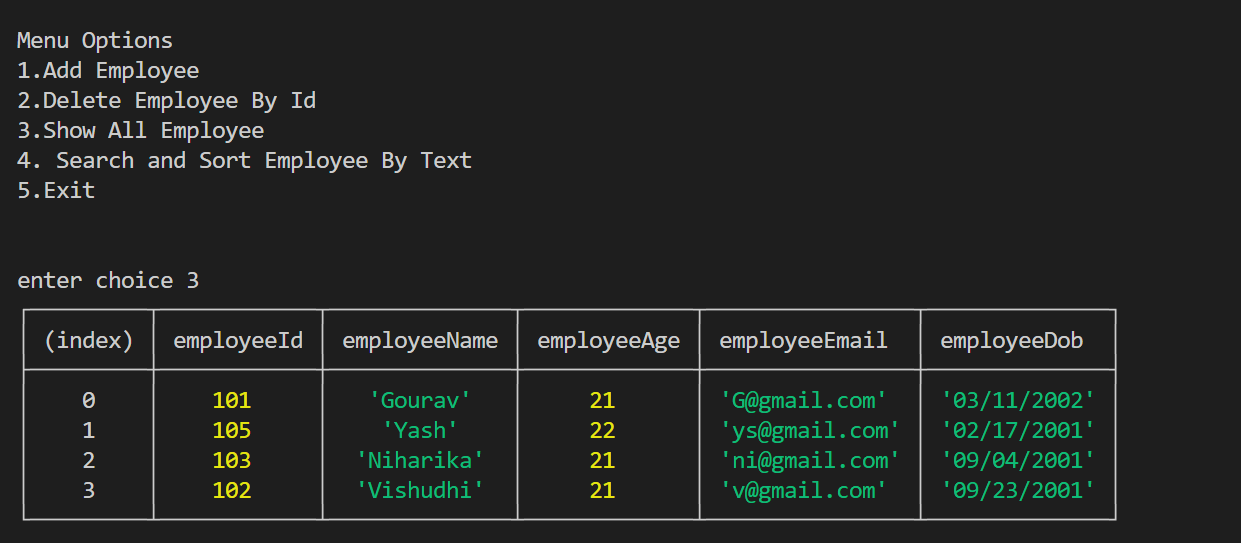 Menu Options
1.Add Employee
2.Delete Employee By Id
3.Show All Employee
4. Search and Sort Employee By Text
5.Exit
enter choice 3
(index) employeeId employeeName employeeAge employeeEmail employeeDob
0 101 'Gourav' 21 'G@gmail.com' '03/11/2002'
1 105 'Yash' 22 'ys@gmail.com' '02/17/2001'
2 103 'Niharika' 21 'ni@gmail.com' '09/04/2001'
3 102 'Vishudhi' 21 'v@gmail.com' '09/23/2001'